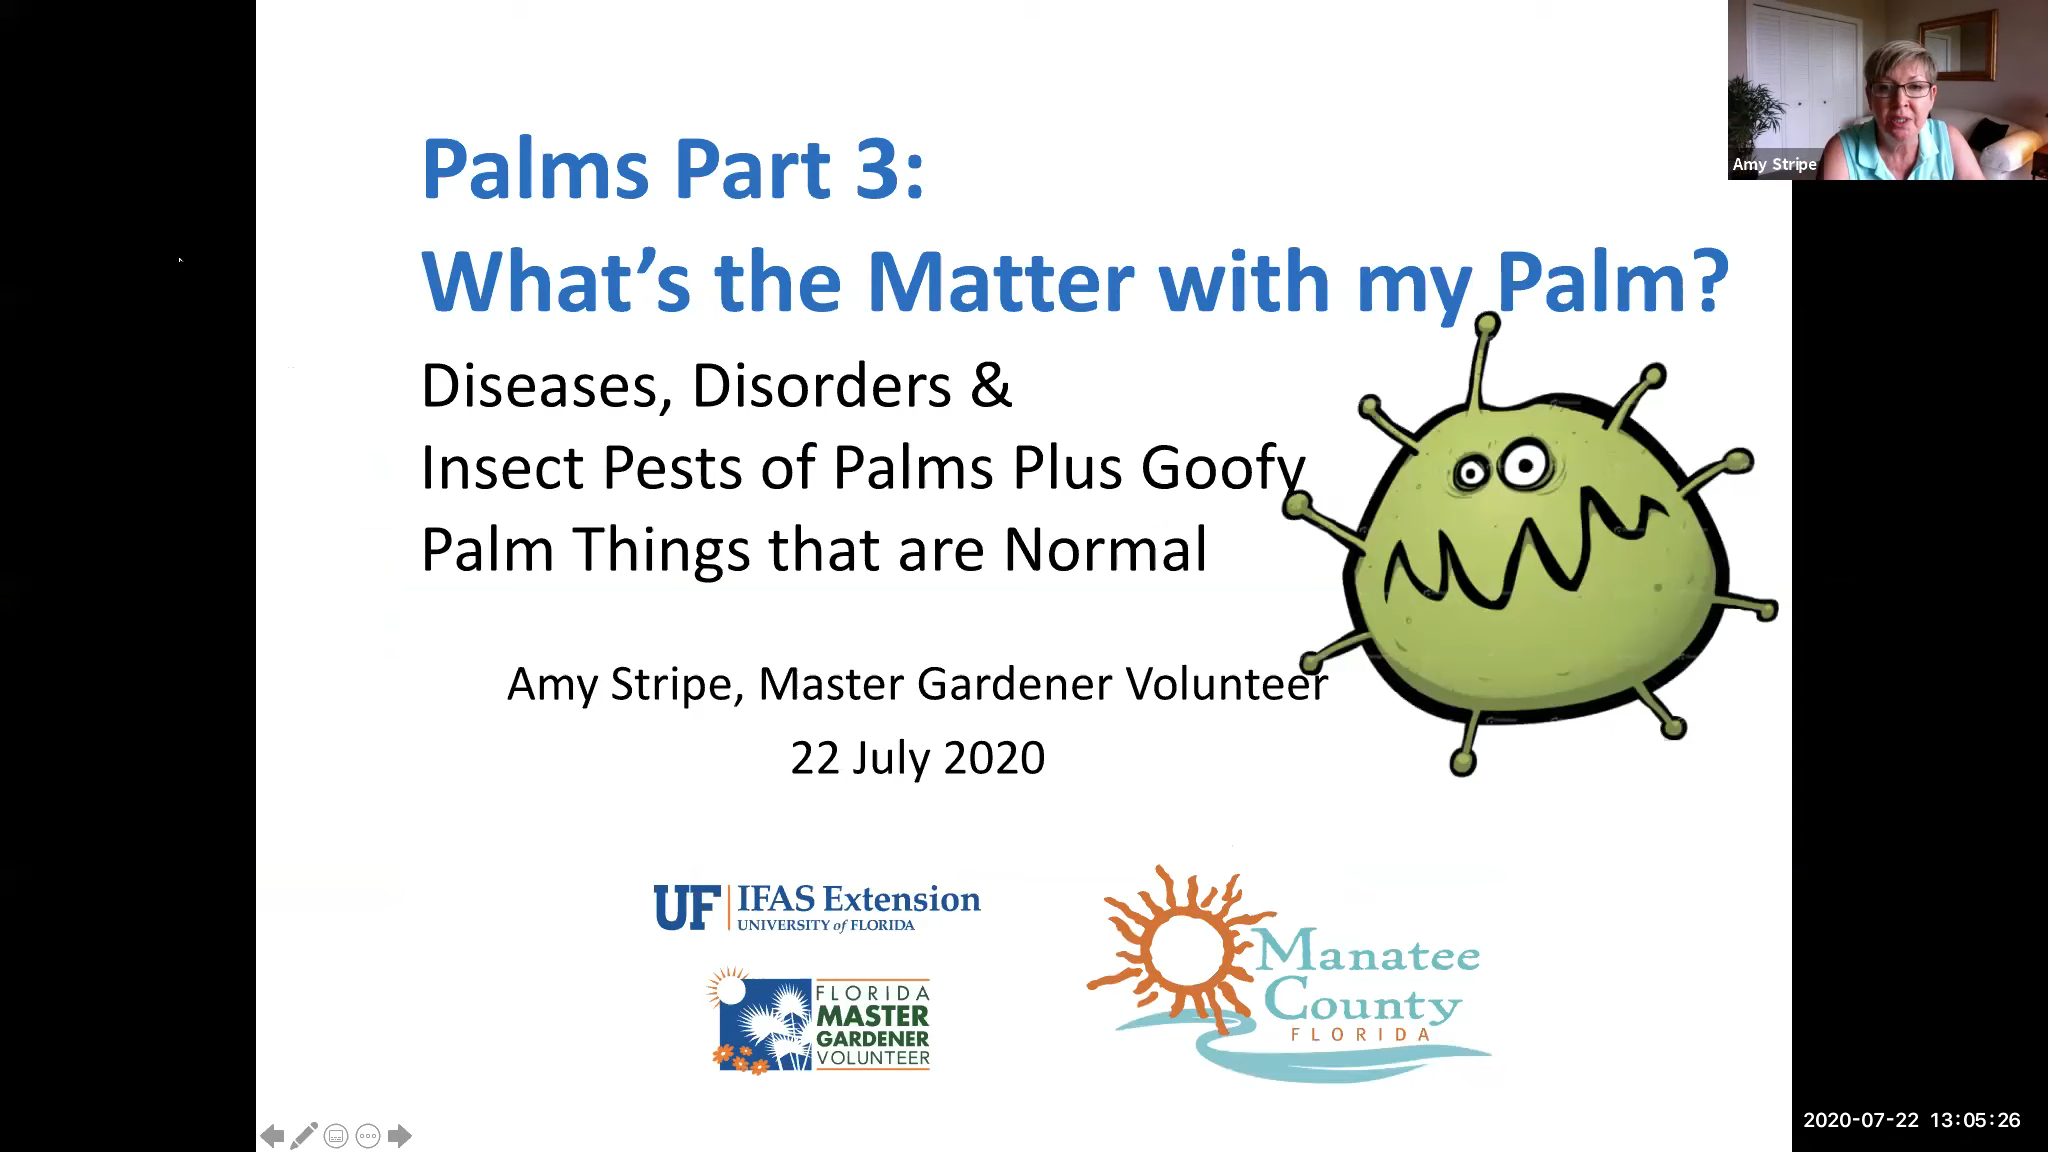 Palms Part 3:
What's the Matter with my Palm?
Diseases, Disorders &
Insect Pests of Palms Plus Goofy
Palm Things that are Normal
Amy Stripe, Master Gardener Volunteer
22 July 2020
UF IFAS Extension
UNIVERSITY of FLORIDA
FLORIDA
MASTER
GARDENER
VOLUNTEER
Manatee
County
FLORIDA
Amy Stripe
2020-07-22 13:05:26